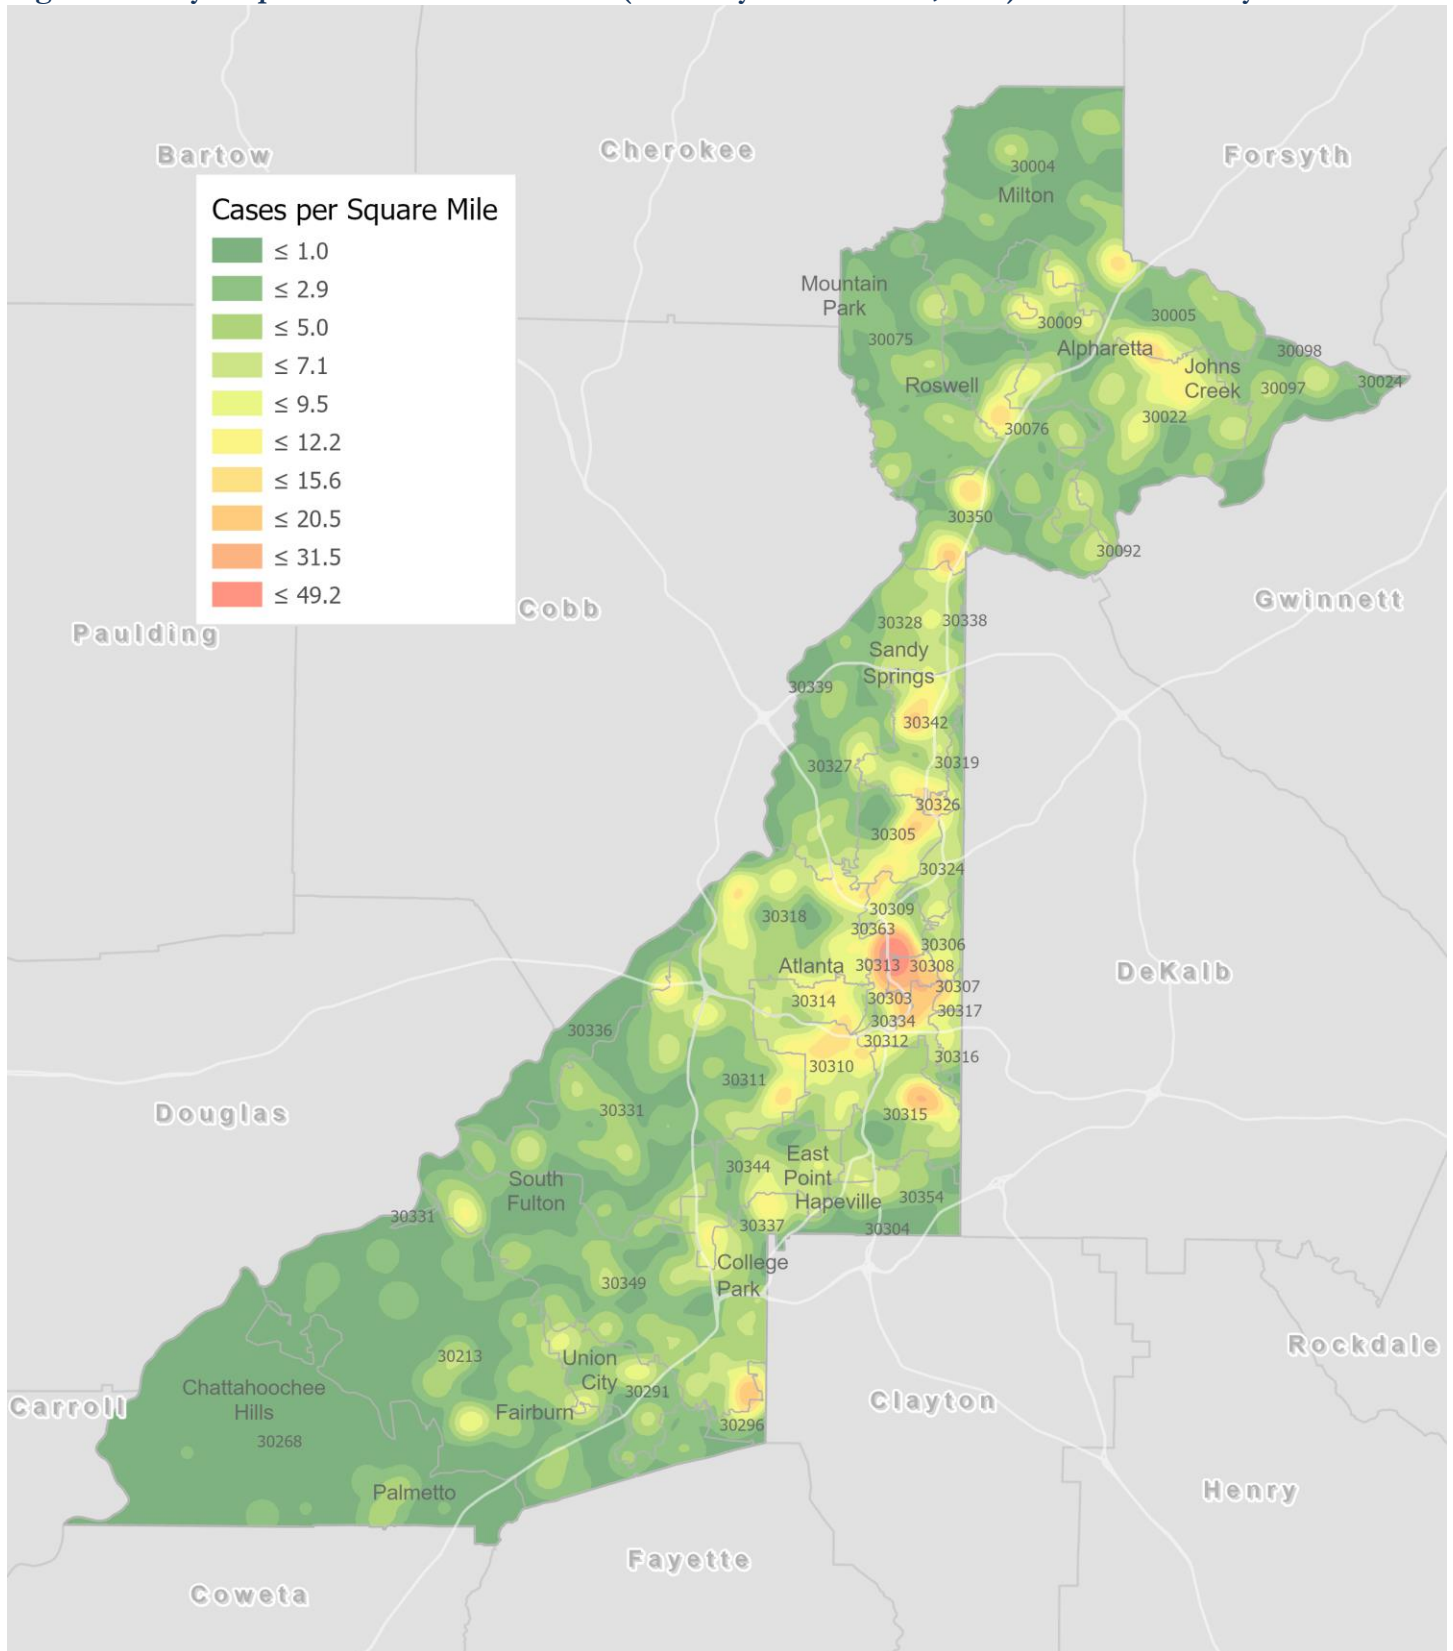 Bartow
Cherokee
Forsyth
Cases per Square Mile
≤ 1.0
≤ 2.9
≤ 5.0
≤ 7.1
≤ 9.5
≤ 12.2
≤ 15.6
≤ 20.5
≤ 31.5
≤ 49.2
30004
Milton
Mountain
Park
30075
30009
30005
Alpharetta
30098
Johns
Creek
30097
30024
Roswell
30022
30076
30350
30092
Gwinnett
Cobb
Paulding
30328
30338
Sandy
Springs
30339
30342
30319
30327
30326
30305
30324
30309
30318
30363
30306
Atlanta
30313
30308
DeKalb
30307
30314
30303
30317
30334
30336
30312
30316
30310
30311
30331
30315
Douglas
East
Point
30344
South
Fulton
Hapeville
30354
30331
30337
30304
College
Park
30349
Rockdale
30213
Union
City
30291
Chattahoochee
Hills
Carroll
Clayton
Fairburn
30296
30268
Palmetto
Henry
Fayette
Coweta